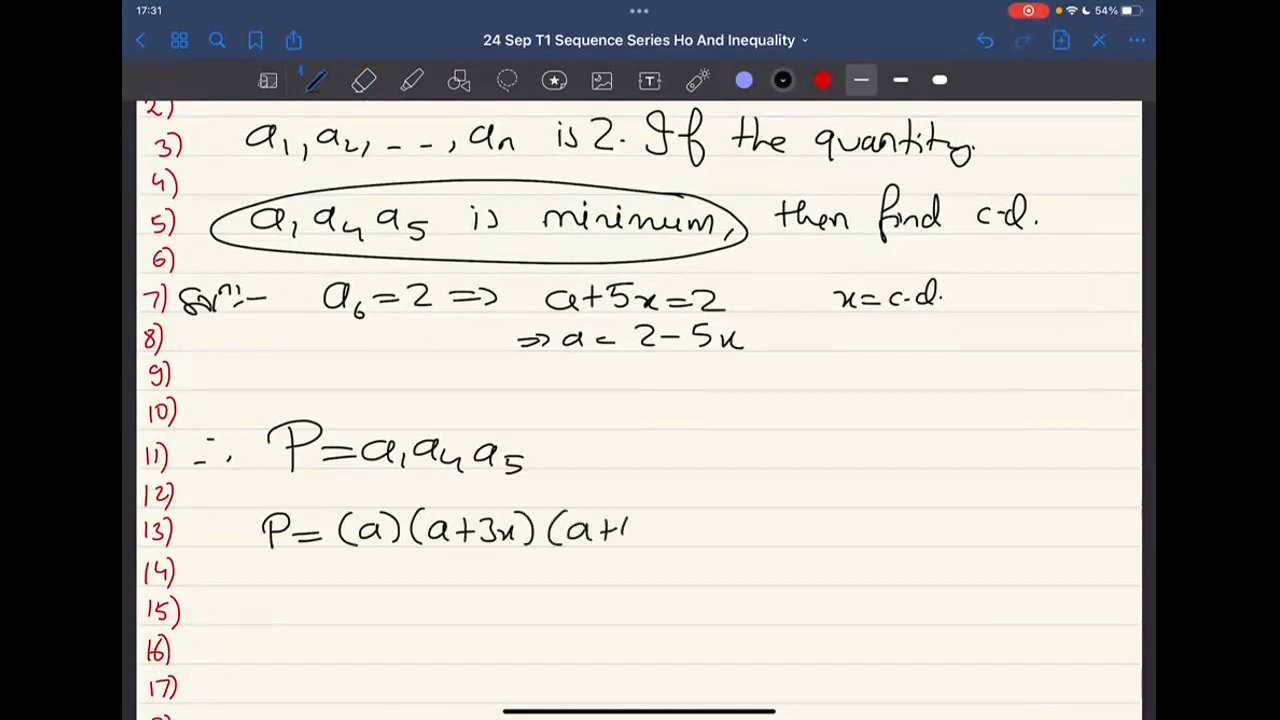 17:31
54%
24 Sep T1 Sequence Series Ho And Inequality
2)
3) a₁, a₂, - - , aₙ is 2. If the quantity.
4)
5) a₁ a₄ a₅ is minimum, then find c.d.
6)
7) Solⁿ:- a₆ = 2 => a+5x=2 x = c.d.
8) => a = 2-5x
9)
10)
11) ∴ P = a₁ a₄ a₅
12)
13) P = (a)(a+3x)(a+
14)
15)
16)
17)